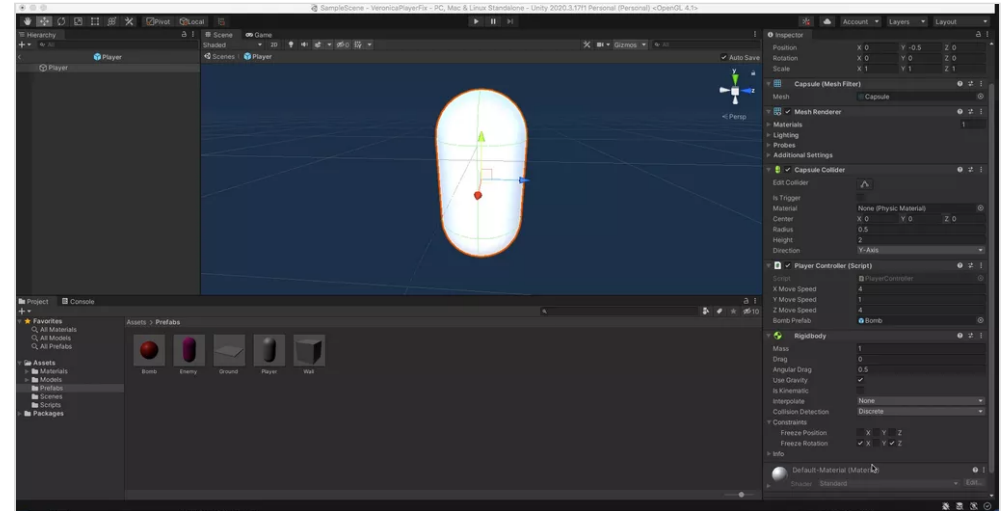 SampleScene - VeronicaPlayerFix - PC, Mac & Linux Standalone - Unity 2020.3.17f1 Personal (Personal) <OpenGL 4.1>
Pivot Local Account Layers Layout
Hierarchy
All
Player
Player
Scene Game
Shaded 2D Gizmos All
Scenes Player Auto Save
y
z
Persp
Inspector
Position X 0 Y -0.5 Z 0
Rotation X 0 Y 0 Z 0
Scale X 1 Y 1 Z 1
Capsule (Mesh Filter)
Mesh Capsule
Mesh Renderer
Materials 1
Lighting
Probes
Additional Settings
Capsule Collider
Edit Collider
Is Trigger
Material None (Physic Material)
Center X 0 Y 0 Z 0
Radius 0.5
Height 2
Direction Y-Axis
Player Controller (Script)
Script PlayerController
X Move Speed 4
Y Move Speed 1
Z Move Speed 4
Bomb Prefab Bomb
Rigidbody
Mass 1
Drag 0
Angular Drag 0.5
Use Gravity
Is Kinematic
Interpolate None
Collision Detection Discrete
Constraints
Freeze Position X Y Z
Freeze Rotation X Y Z
Info
Default-Material (Material)
Shader Standard Edit...
Project Console
10
Favorites
All Materials
All Models
All Prefabs
Assets
Materials
Models
Prefabs
Scenes
Scripts
Packages
Assets > Prefabs
Bomb Enemy Ground Player Wall